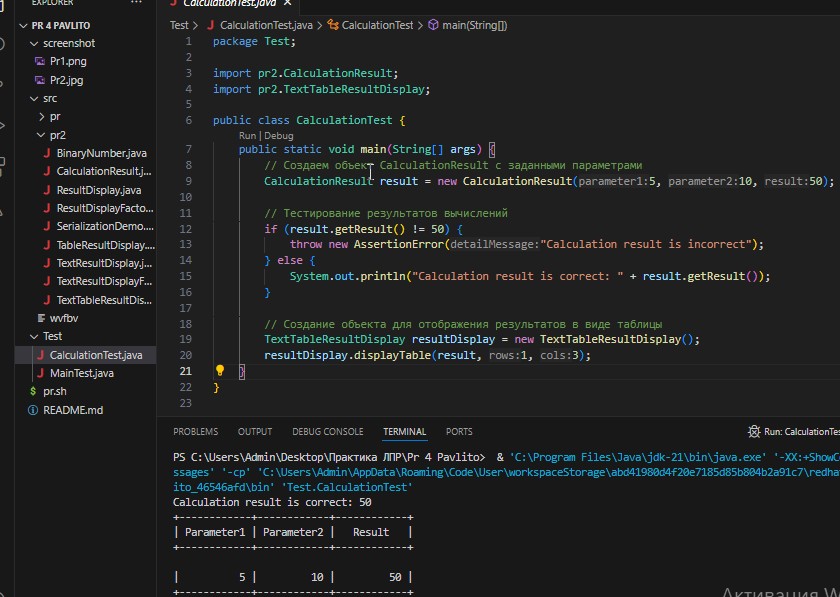 EXPLORER
PR 4 PAVLITO
screenshot
Pr1.png
Pr2.jpg
src
pr
pr2
BinaryNumber.java
CalculationResult.j...
ResultDisplay.java
ResultDisplayFacto...
SerializationDemo....
TableResultDisplay....
TextResultDisplay.j...
TextResultDisplayF...
TextTableResultDis...
wvfbv
Test
CalculationTest.java
MainTest.java
pr.sh
README.md
CalculationTest.java
Test > CalculationTest.java > CalculationTest > main(String[])
1 package Test;
2
3 import pr2.CalculationResult;
4 import pr2.TextTableResultDisplay;
5
6 public class CalculationTest {
Run | Debug
7 public static void main(String[] args) {
8 // Создаем объект CalculationResult с заданными параметрами
9 CalculationResult result = new CalculationResult(parameter1:5, parameter2:10, result:50);
10
11 // Тестирование результатов вычислений
12 if (result.getResult() != 50) {
13 throw new AssertionError(detailMessage:"Calculation result is incorrect");
14 } else {
15 System.out.println("Calculation result is correct: " + result.getResult());
16 }
17
18 // Создание объекта для отображения результатов в виде таблицы
19 TextTableResultDisplay resultDisplay = new TextTableResultDisplay();
20 resultDisplay.displayTable(result, rows:1, cols:3);
21 }
22 }
23
PROBLEMS OUTPUT DEBUG CONSOLE TERMINAL PORTS Run: CalculationTes
PS C:\Users\Admin\Desktop\Практика ЛПР\Pr 4 Pavlito> & 'C:\Program Files\Java\jdk-21\bin\java.exe' '-XX:+ShowCo
ssages' '-cp' 'C:\Users\Admin\AppData\Roaming\Code\User\workspaceStorage\abd41980d4f20e7185d85b804b2a91c7\redha
ito_46546afd\bin' 'Test.CalculationTest'
Calculation result is correct: 50
+------------+------------+------------+
| Parameter1 | Parameter2 | Result |
+------------+------------+------------+
| 5 | 10 | 50 |
+------------+------------+------------+
Активация W